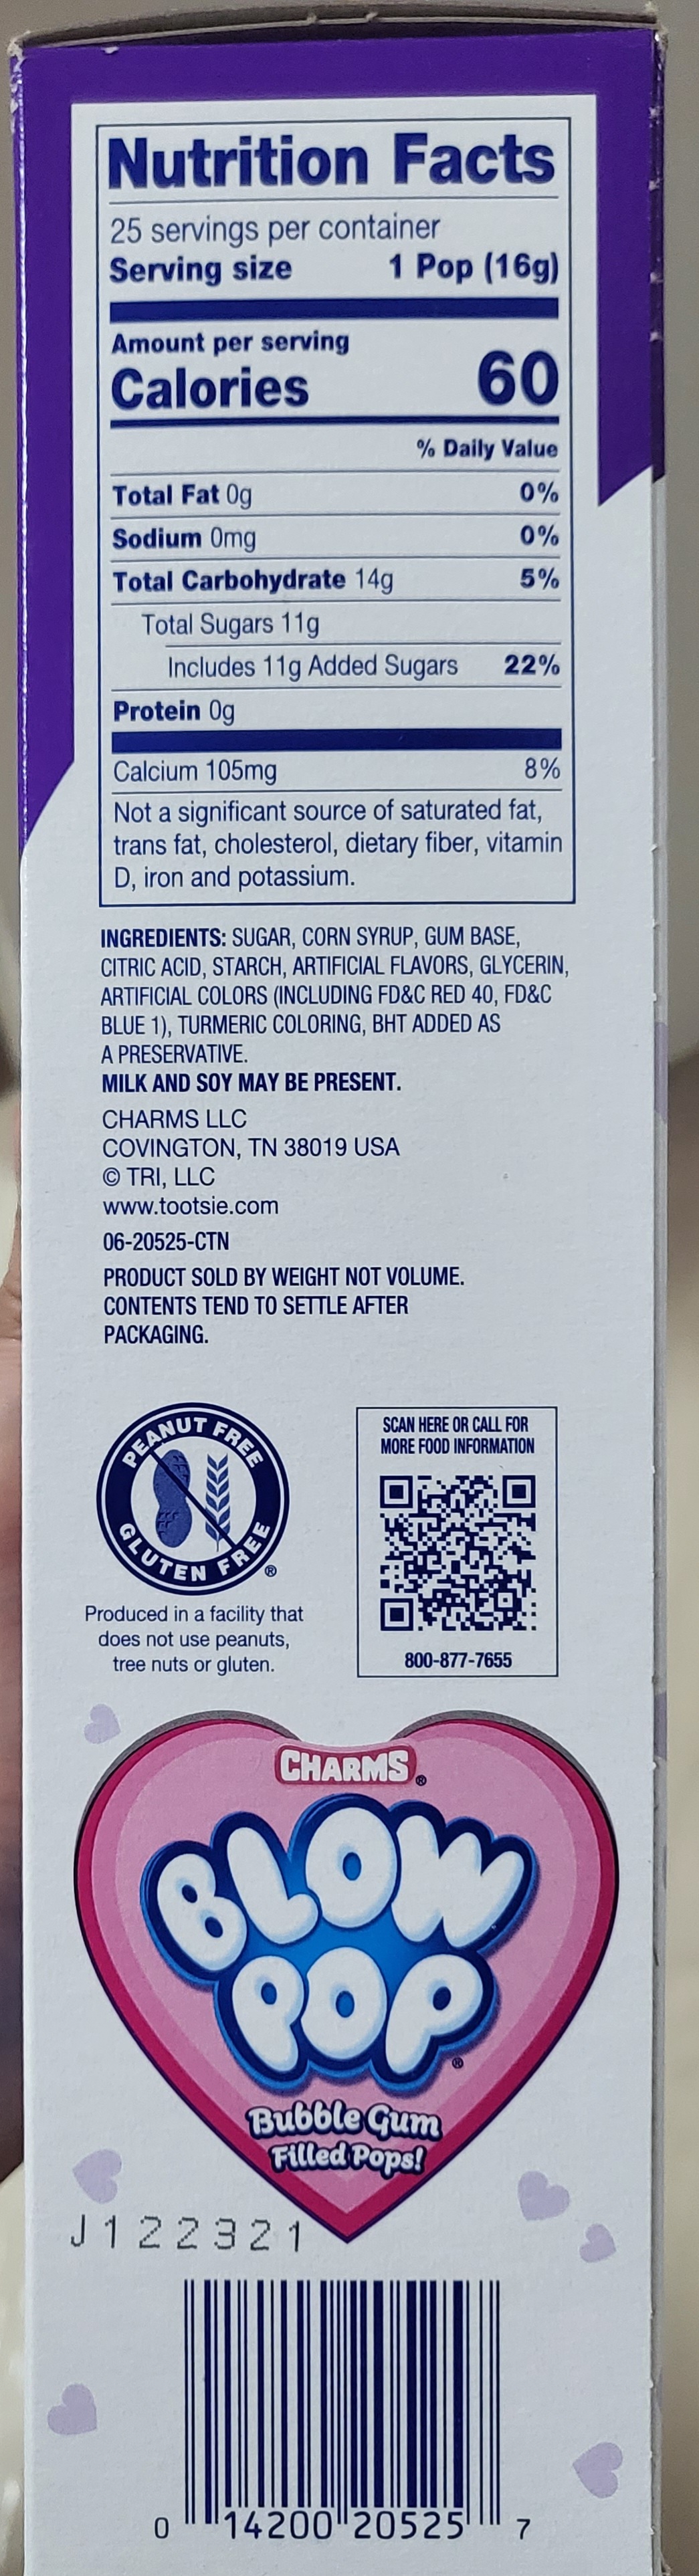 Nutrition Facts
25 servings per container
Serving size 1 Pop (16g)
Amount per serving
Calories 60
% Daily Value
Total Fat 0g 0%
Sodium 0mg 0%
Total Carbohydrate 14g 5%
Total Sugars 11g
Includes 11g Added Sugars 22%
Protein 0g
Calcium 105mg 8%
Not a significant source of saturated fat,
trans fat, cholesterol, dietary fiber, vitamin
D, iron and potassium.
INGREDIENTS: SUGAR, CORN SYRUP, GUM BASE,
CITRIC ACID, STARCH, ARTIFICIAL FLAVORS, GLYCERIN,
ARTIFICIAL COLORS (INCLUDING FD&C RED 40, FD&C
BLUE 1), TURMERIC COLORING, BHT ADDED AS
A PRESERVATIVE.
MILK AND SOY MAY BE PRESENT.
CHARMS LLC
COVINGTON, TN 38019 USA
© TRI, LLC
www.tootsie.com
06-20525-CTN
PRODUCT SOLD BY WEIGHT NOT VOLUME.
CONTENTS TEND TO SETTLE AFTER
PACKAGING.
PEANUT FREE
GLUTEN FREE
®
Produced in a facility that
does not use peanuts,
tree nuts or gluten.
SCAN HERE OR CALL FOR
MORE FOOD INFORMATION
800-877-7655
CHARMS®
BLOW
POP®
Bubble Gum
Filled Pops!
J122321
0 14200 20525 7